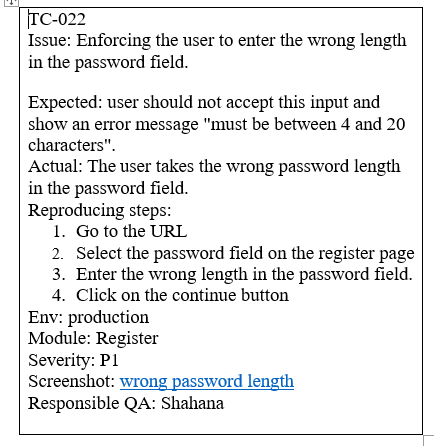 TC-022
Issue: Enforcing the user to enter the wrong length
in the password field.
Expected: user should not accept this input and
show an error message "must be between 4 and 20
characters".
Actual: The user takes the wrong password length
in the password field.
Reproducing steps:
1. Go to the URL
2. Select the password field on the register page
3. Enter the wrong length in the password field.
4. Click on the continue button
Env: production
Module: Register
Severity: P1
Screenshot: wrong password length
Responsible QA: Shahana